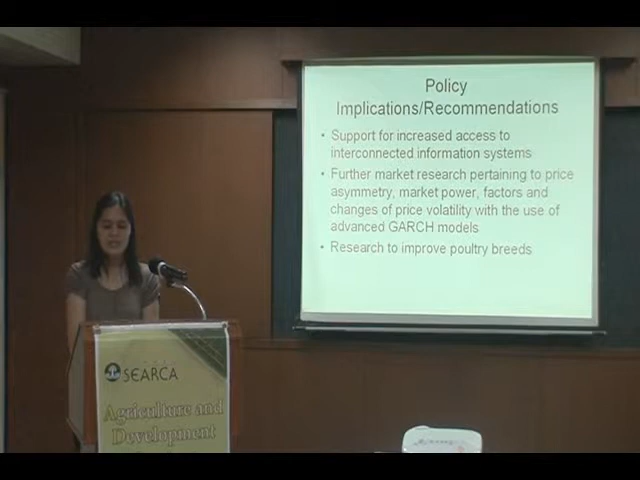 Policy
Implications/Recommendations
• Support for increased access to
interconnected information systems
• Further market research pertaining to price
asymmetry, market power, factors and
changes of price volatility with the use of
advanced GARCH models
• Research to improve poultry breeds
SEARCA
Agriculture and
Development